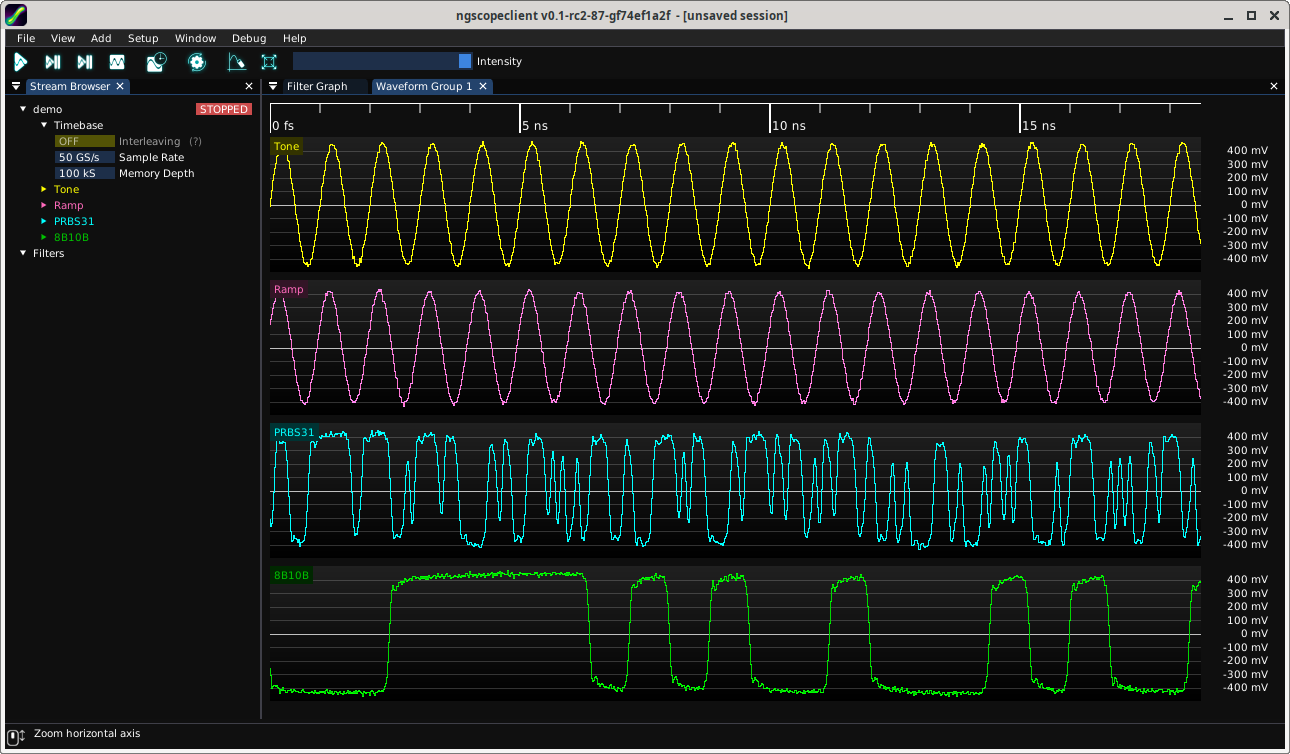 ngscopeclient v0.1-rc2-87-gf74ef1a2f - [unsaved session]
File View Add Setup Window Debug Help
Intensity
Stream Browser
Filter Graph
Waveform Group 1
demo
STOPPED
Timebase
OFF Interleaving (?)
50 GS/s Sample Rate
100 kS Memory Depth
Tone
Ramp
PRBS31
8B10B
Filters
0 fs 5 ns 10 ns 15 ns
Tone
400 mV
300 mV
200 mV
100 mV
0 mV
-100 mV
-200 mV
-300 mV
-400 mV
Ramp
400 mV
300 mV
200 mV
100 mV
0 mV
-100 mV
-200 mV
-300 mV
-400 mV
PRBS31
400 mV
300 mV
200 mV
100 mV
0 mV
-100 mV
-200 mV
-300 mV
-400 mV
8B10B
400 mV
300 mV
200 mV
100 mV
0 mV
-100 mV
-200 mV
-300 mV
-400 mV
Zoom horizontal axis